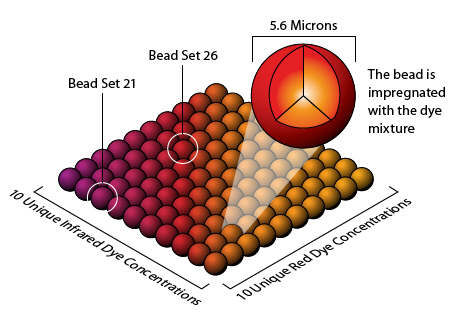 5.6 Microns
Bead Set 26
Bead Set 21
The bead is
impregnated
with the dye
mixture
10 Unique Infrared Dye Concentrations
10 Unique Red Dye Concentrations